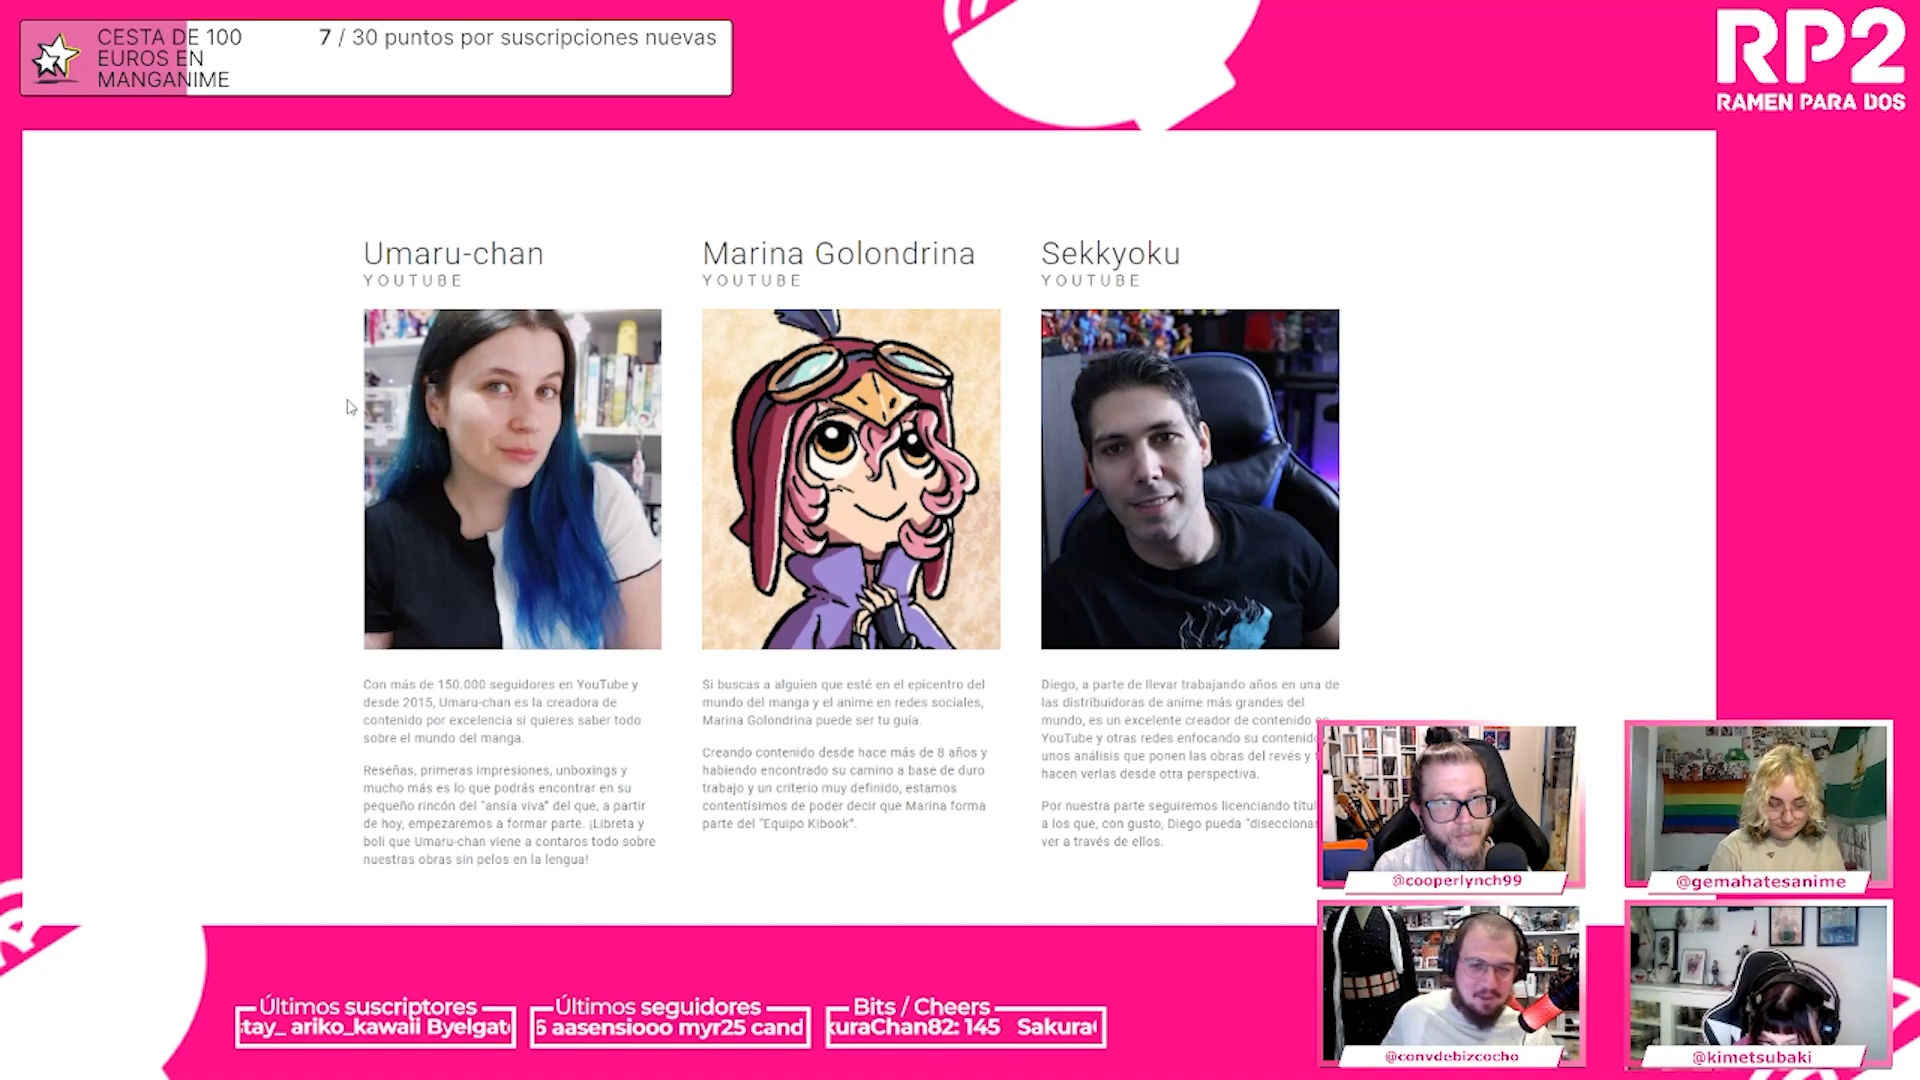 CESTA DE 100
EUROS EN
MANGANIME
7 / 30 puntos por suscripciones nuevas
7
RP2
RAMEN PARA DOS
Umaru-chan
YOUTUBE
Con más de 150.000 seguidores en YouTube y
desde 2015, Umaru-chan es la creadora de
contenido por excelencia si quieres saber todo
sobre el mundo del manga.
Reseñas, primeras impresiones, unboxings y
mucho más es lo que podrás encontrar en su
pequeño rincón del "ansía viva" del que, a partir
de hoy, empezaremos a formar parte. ¡Libreta y
boli que Umaru-chan viene a contaros todo sobre
nuestras obras sin pelos en la lengua!
Marina Golondrina
YOUTUBE
Si buscas a alguien que esté en el epicentro del
mundo del manga y el anime en redes sociales,
Marina Golondrina puede ser tu guía.
Creando contenido desde hace más de 8 años y
habiendo encontrado su camino a base de duro
trabajo y un criterio muy definido, estamos
contentísimos de poder decir que Marina forma
parte del "Equipo Kibook".
Sekkyoku
YOUTUBE
Diego, a parte de llevar trabajando años en una de
las distribuidoras de anime más grandes del
mundo, es un excelente creador de contenido en
YouTube y otras redes enfocando su contenido
unos análisis que ponen las obras del revés y
hacen verlas desde otra perspectiva.
Por nuestra parte seguiremos licenciando títul
a los que, con gusto, Diego pueda "diseccionar
ver a través de ellos.
@cooperlynch99
@gemahatesanime
@convdebizcocho
@kimetsubaki
Últimos suscriptores
stay_ ariko_kawaii Byelgat
Últimos seguidores
6 aasensiooo myr25 cand
Bits / Cheers
kuraChan82: 145 Sakura